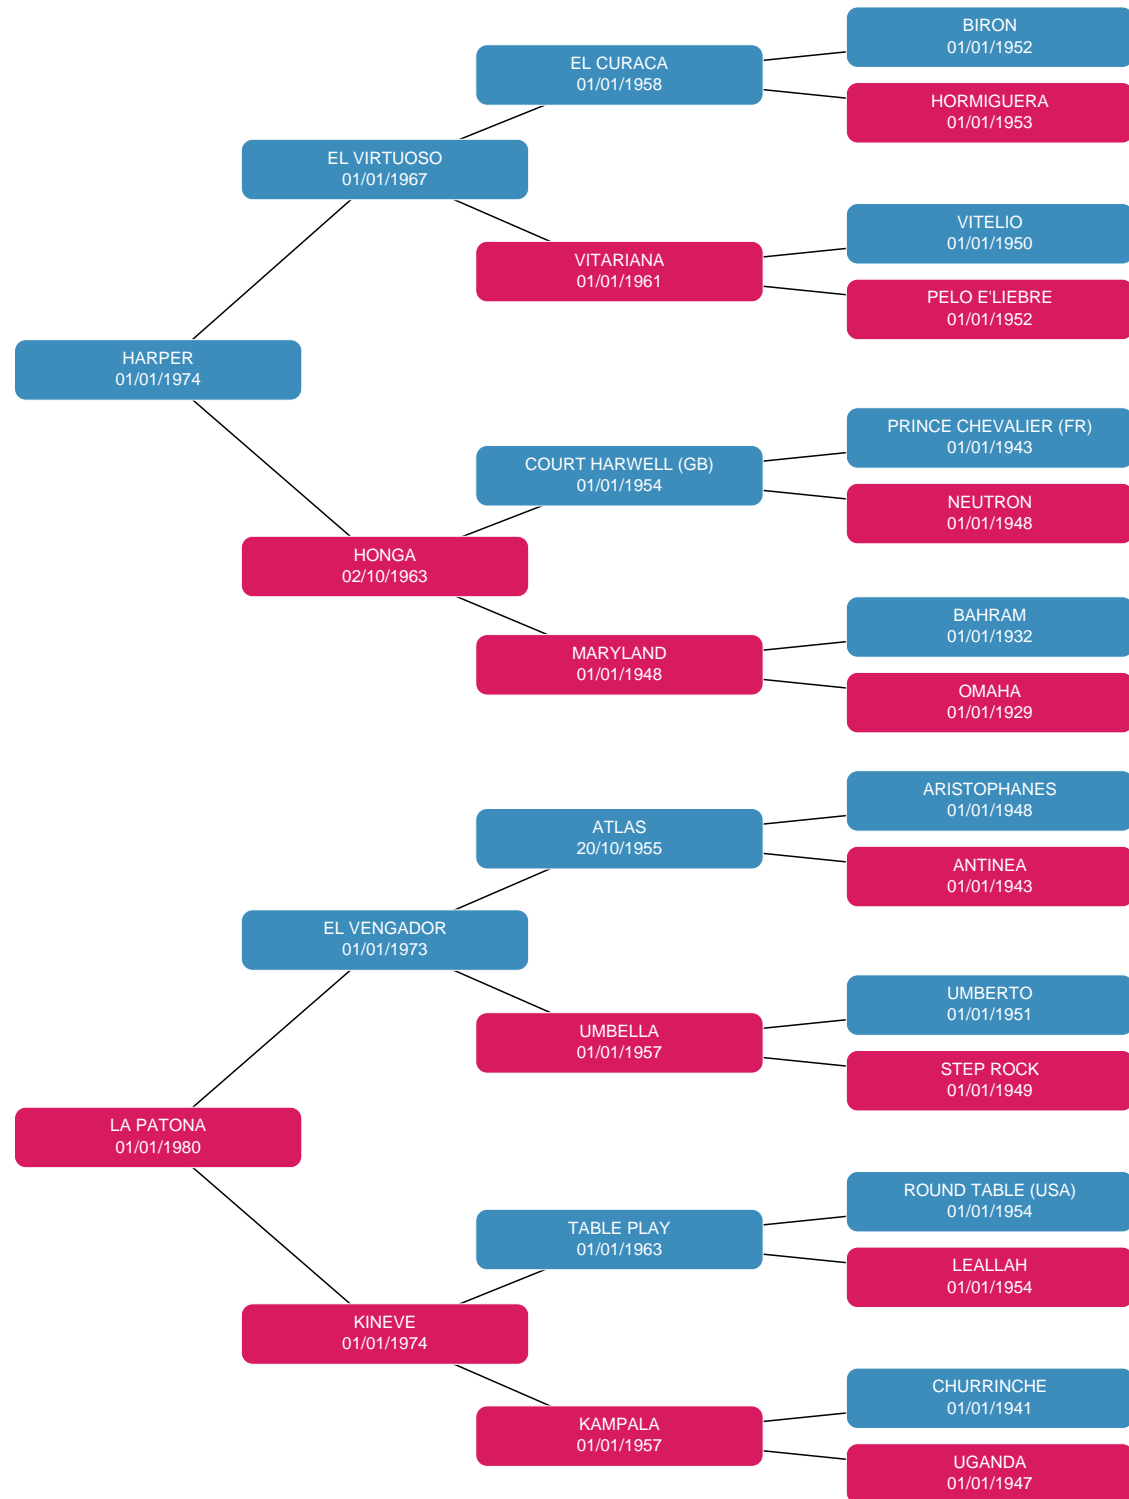 BIRON
01/01/1952
EL CURACA
01/01/1958
HORMIGUERA
01/01/1953
EL VIRTUOSO
01/01/1967
VITELIO
01/01/1950
VITARIANA
01/01/1961
PELO E'LIEBRE
01/01/1952
HARPER
01/01/1974
PRINCE CHEVALIER (FR)
01/01/1943
COURT HARWELL (GB)
01/01/1954
NEUTRON
01/01/1948
HONGA
02/10/1963
BAHRAM
01/01/1932
MARYLAND
01/01/1948
OMAHA
01/01/1929
ARISTOPHANES
01/01/1948
ATLAS
20/10/1955
ANTINEA
01/01/1943
EL VENGADOR
01/01/1973
UMBERTO
01/01/1951
UMBELLA
01/01/1957
STEP ROCK
01/01/1949
LA PATONA
01/01/1980
ROUND TABLE (USA)
01/01/1954
TABLE PLAY
01/01/1963
LEALLAH
01/01/1954
KINEVE
01/01/1974
CHURRINCHE
01/01/1941
KAMPALA
01/01/1957
UGANDA
01/01/1947